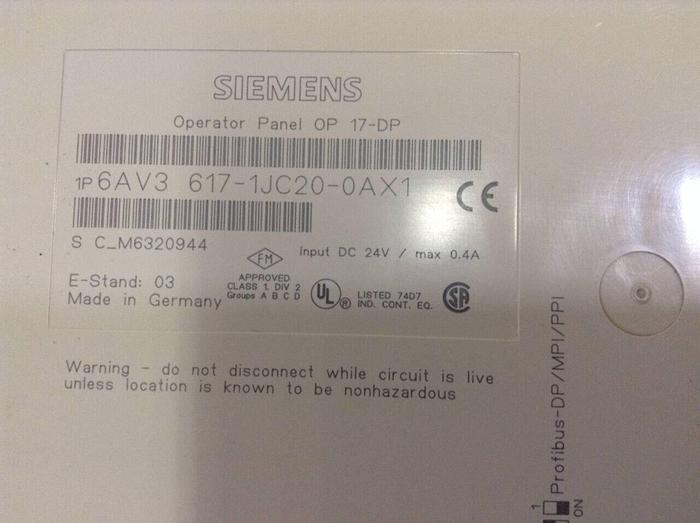 SIEMENS
Operator Panel OP 17-DP
1P 6AV3 617-1JC20-0AX1
CE
S C_M6320944
Input DC 24V / max 0.4A
FM
APPROVED
CLASS 1, DIV 2
Groups A B C D
UL ®
LISTED 74D7
IND. CONT. EQ.
SA
E-Stand: 03
Made in Germany
Warning - do not disconnect while circuit is live
unless location is known to be nonhazardous
Profibus-DP/MPI/PPI
1
ON